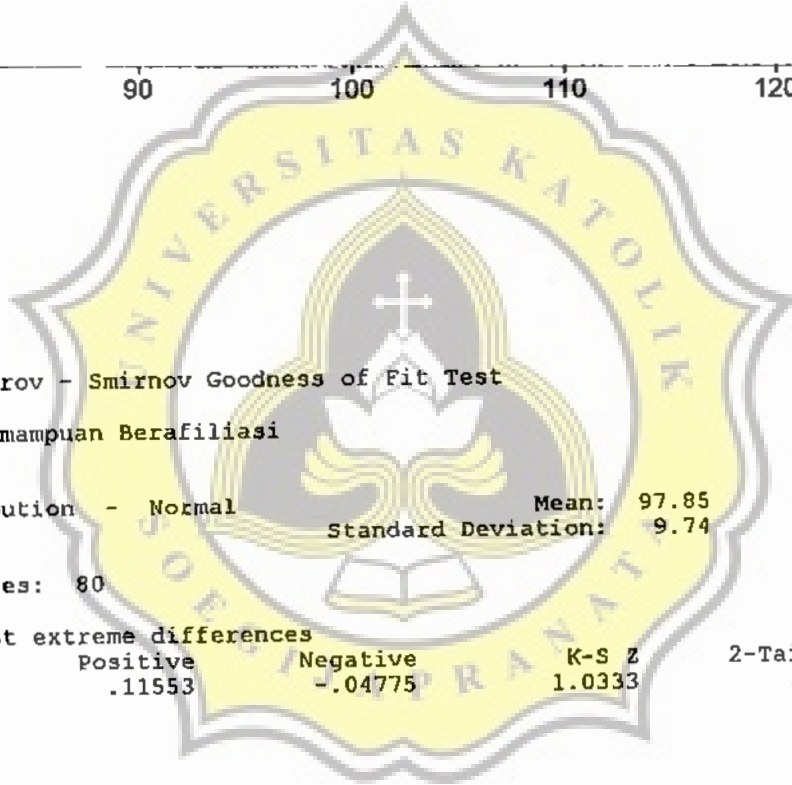 90 100 110 120
UNIVERSITAS KATOLIK
rov - Smirnov Goodness of Fit Test
mampuan Berafiliasi
ution - Normal Mean: 97.85
Standard Deviation: 9.74
es: 80
t extreme differences
Positive Negative K-S Z 2-Tai
.11553 -.04775 1.0333
SOEGIJAPRANATA